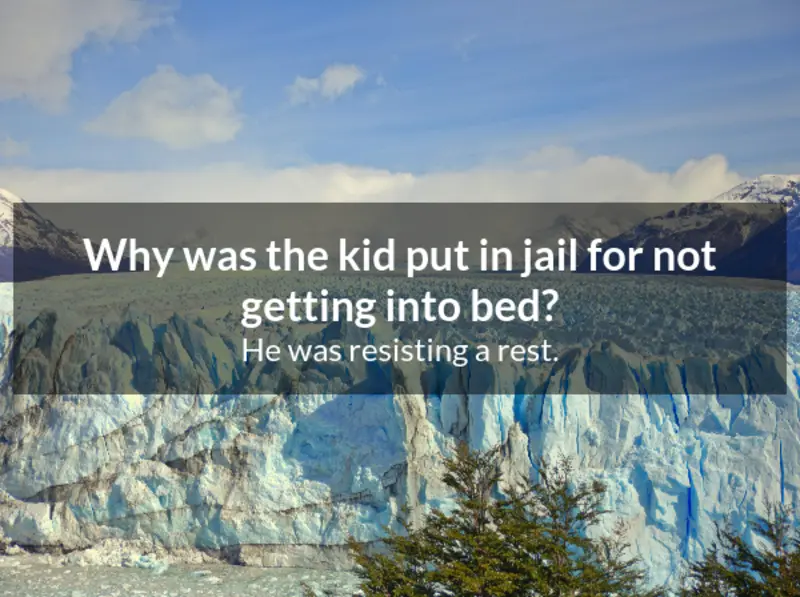 Why was the kid put in jail for not
getting into bed?
He was resisting a rest.